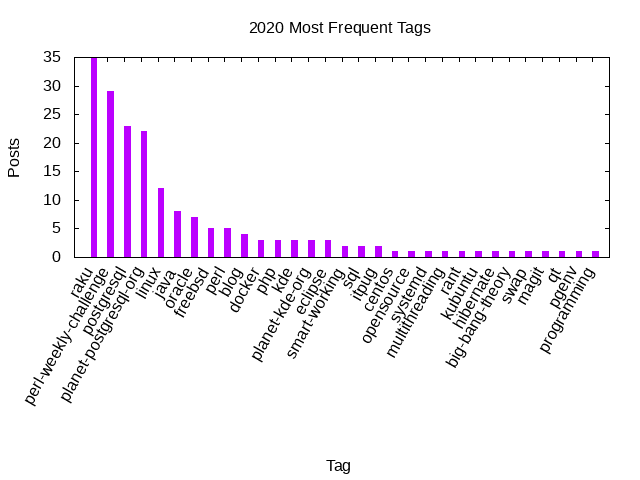 2020 Most Frequent Tags
Posts
35
30
25
20
15
10
5
0
raku
perl-weekly-challenge
postgresql
planet-postgresql-org
linux
java
oracle
freebsd
perl
blog
docker
php
kde
planet-kde-org
eclipse
smart-working
sql
itpug
centos
opensource
systemd
multithreading
rant
kubuntu
hibernate
big-bang-theory
swap
magit
qt
pgenv
programming
Tag